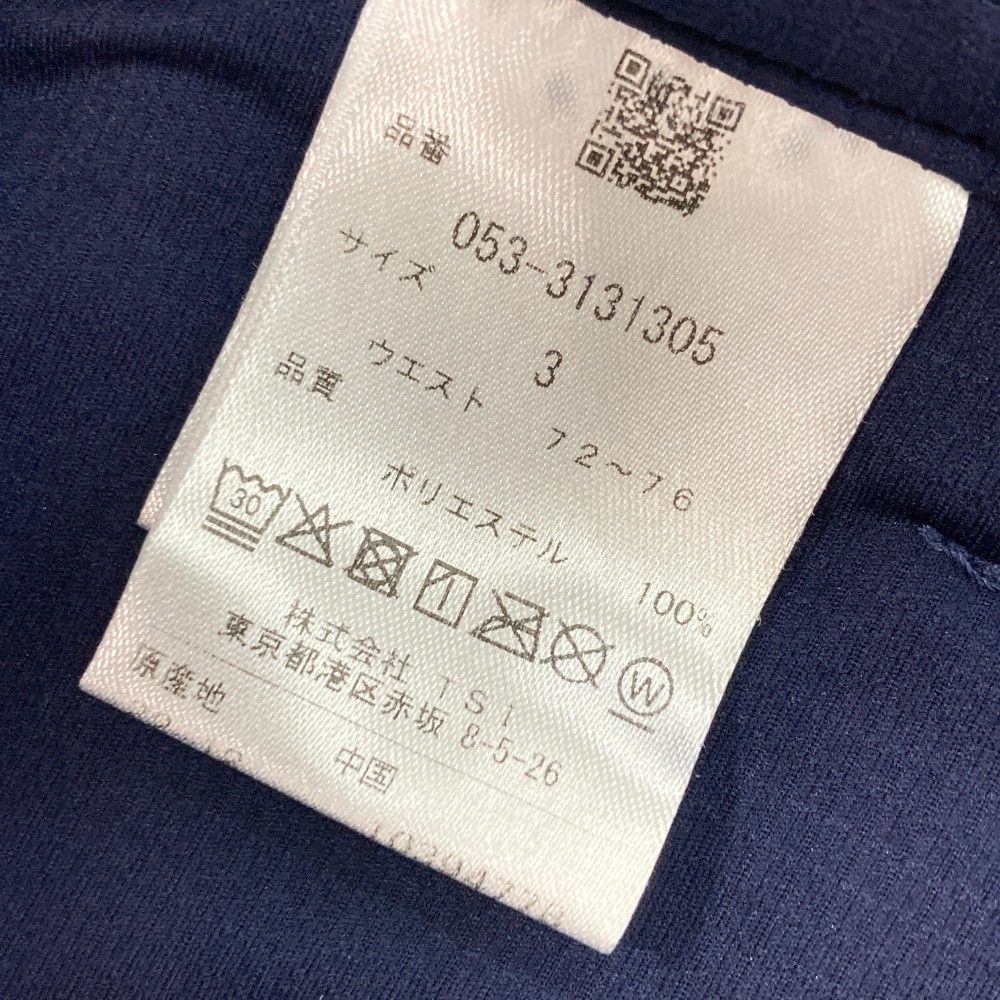 品番
053-3131305
サイズ
3
ウエスト 72~76
品質
ポリエステル 100%
30
W
株式会社 TSI
東京都港区赤坂 8-5-26
原産地
中国